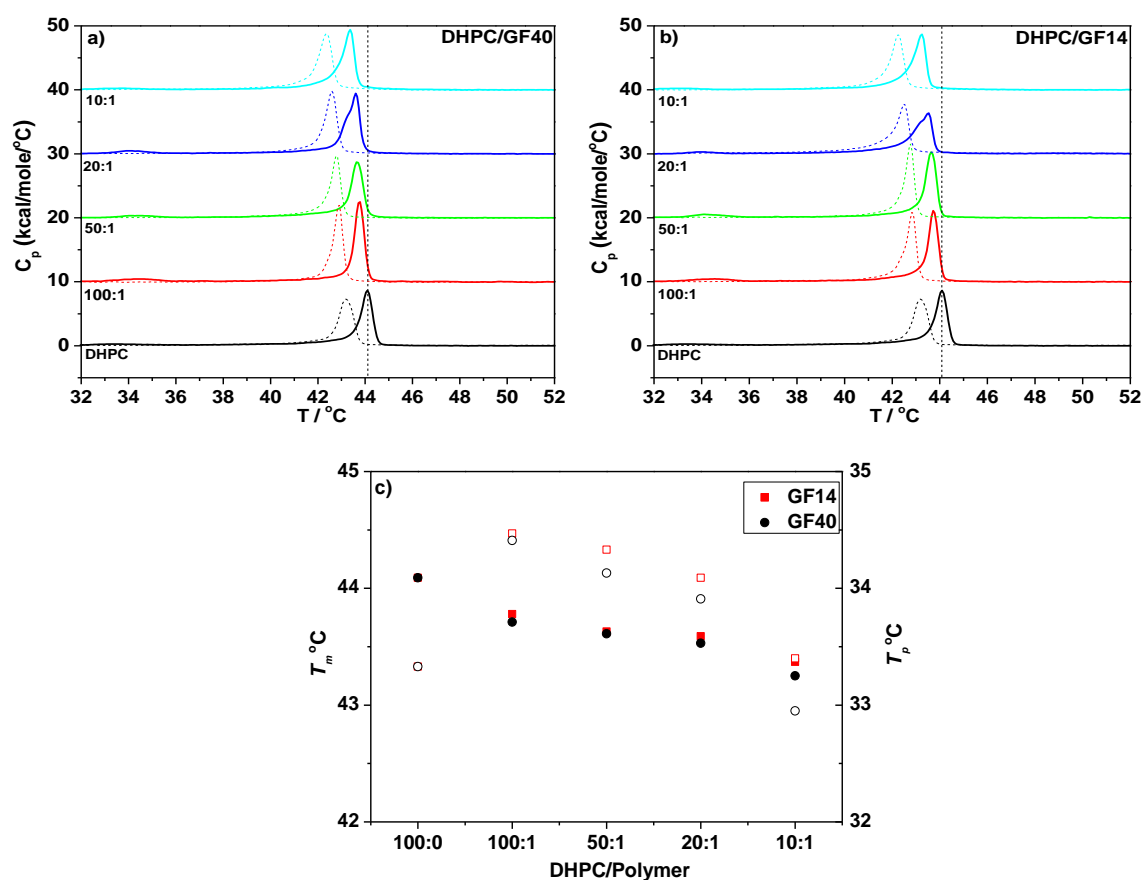 a) DHPC/GF40
50
40
30
20
10
0
C_p (kcal/mole/°C)
10:1
20:1
50:1
100:1
DHPC
32 34 36 38 40 42 44 46 48 50 52
T / °C
b) DHPC/GF14
50
40
30
20
10
0
C_p (kcal/mole/°C)
10:1
20:1
50:1
100:1
DHPC
32 34 36 38 40 42 44 46 48 50 52
T / °C
c)
GF14
GF40
45
44
43
42
T_m °C
35
34
33
32
T_p °C
100:0 100:1 50:1 20:1 10:1
DHPC/Polymer